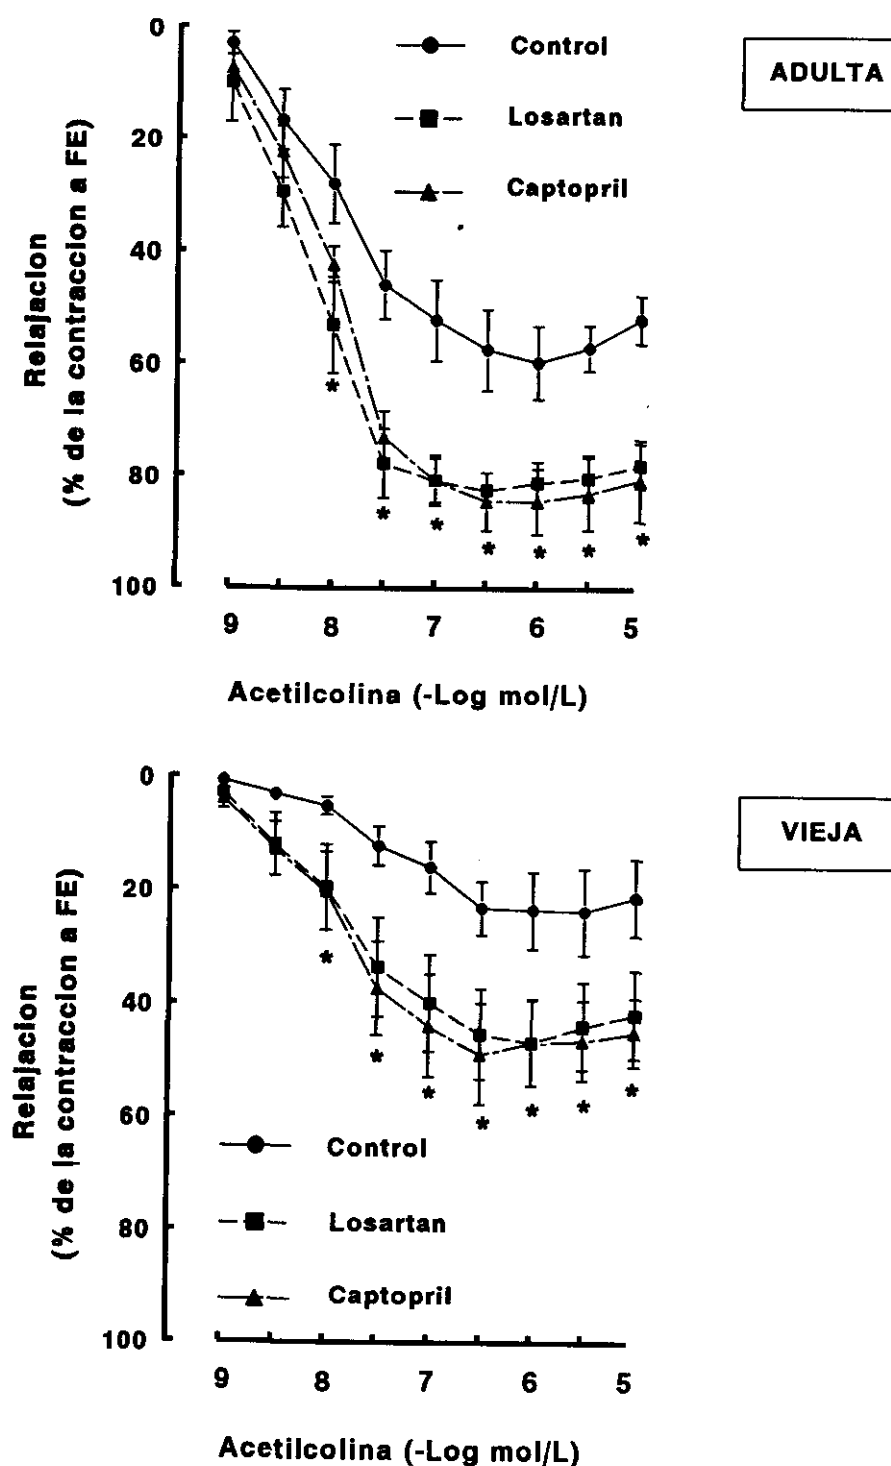 ADULTA
Control
Losartan
Captopril
Relajacion
(% de la contraccion a FE)
0
20
40
60
80
100
*
* * * * * *
9 8 7 6 5
Acetilcolina (-Log mol/L)
VIEJA
Relajacion
(% de la contraccion a FE)
0
20
40
60
80
100
*
* * * * * *
Control
Losartan
Captopril
9 8 7 6 5
Acetilcolina (-Log mol/L)